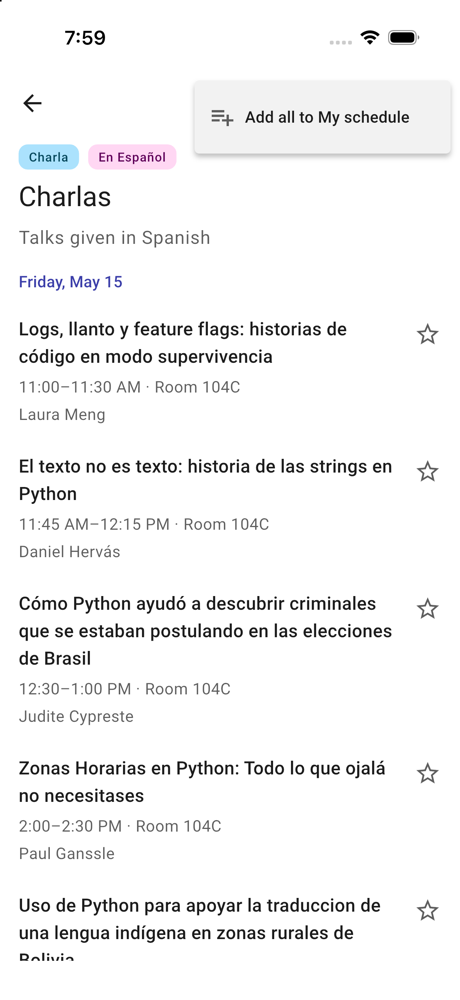 7:59
Add all to My schedule
Charla
En Español
Charlas
Talks given in Spanish
Friday, May 15
Logs, llanto y feature flags: historias de
código en modo supervivencia
11:00–11:30 AM · Room 104C
Laura Meng
El texto no es texto: historia de las strings en
Python
11:45 AM–12:15 PM · Room 104C
Daniel Hervás
Cómo Python ayudó a descubrir criminales
que se estaban postulando en las elecciones
de Brasil
12:30–1:00 PM · Room 104C
Judite Cypreste
Zonas Horarias en Python: Todo lo que ojalá
no necesitases
2:00–2:30 PM · Room 104C
Paul Ganssle
Uso de Python para apoyar la traduccion de
una lengua indígena en zonas rurales de
Bolivia